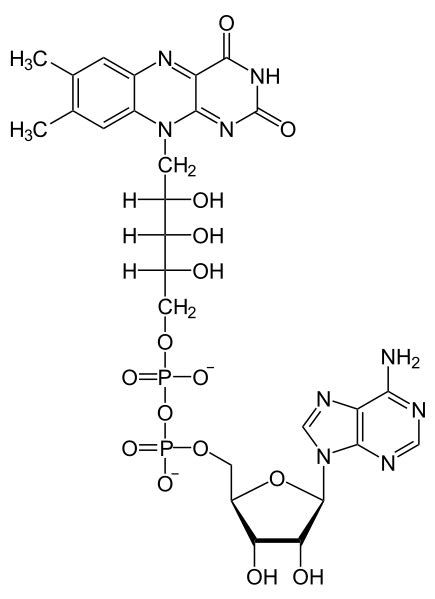 O
H₃C N NH
H₃C N N O
CH₂
H OH
H OH
H OH
CH₂
O
O P O⁻
O
O P O
O⁻
NH₂
N N
N N
O
OH OH